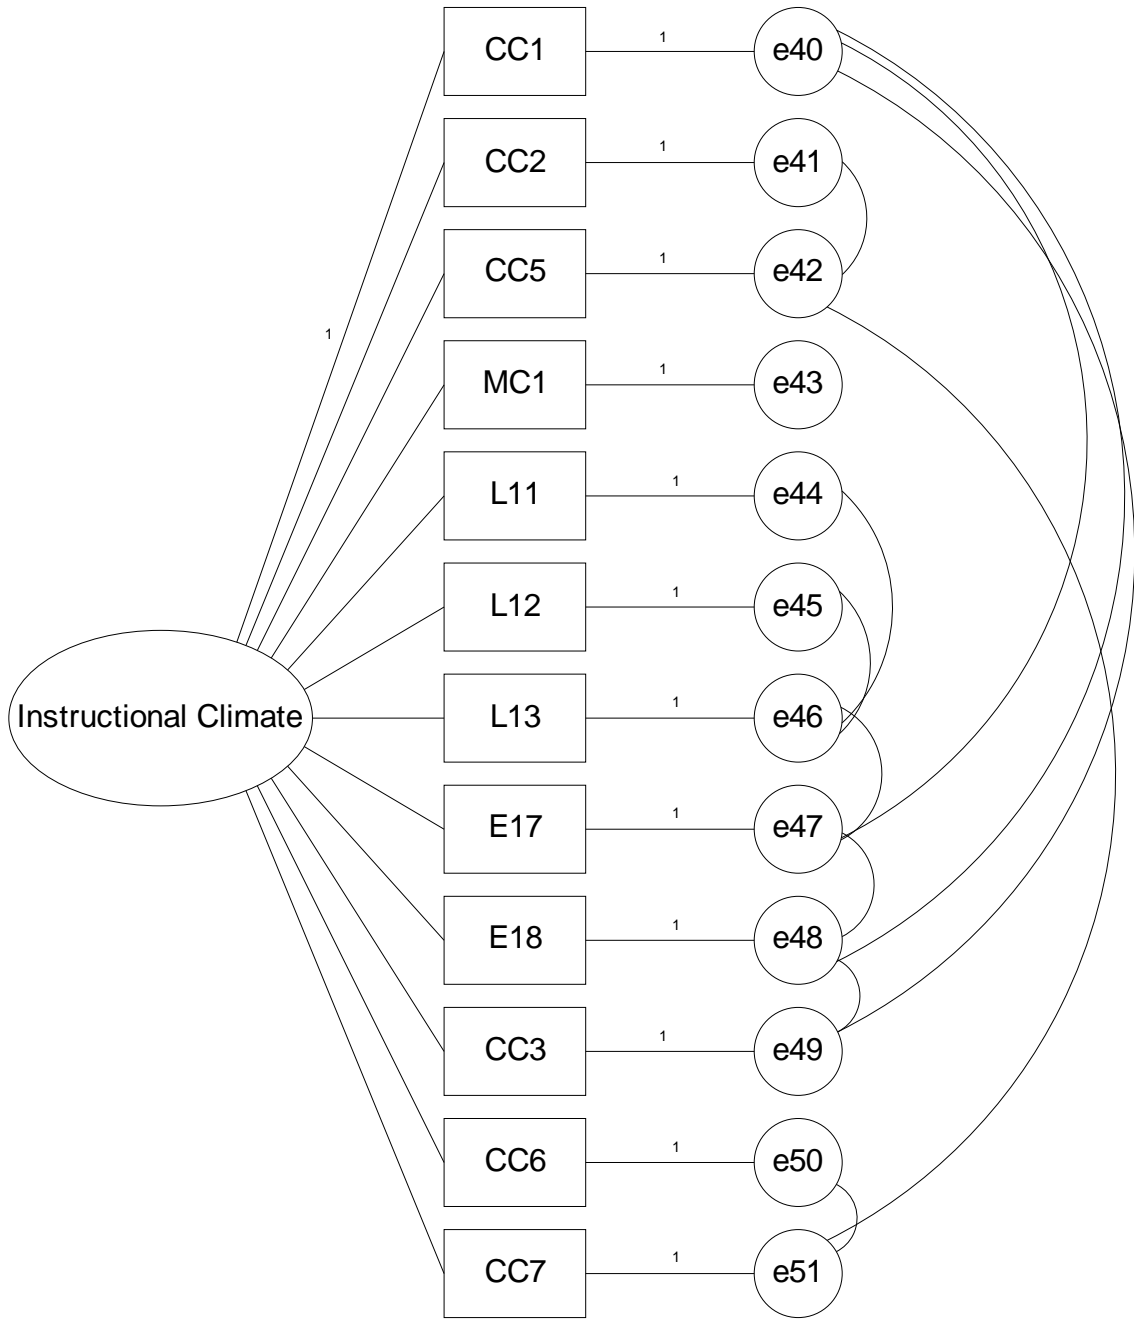 CC1 1 e40
CC2 1 e41
CC5 1 e42
1
MC1 1 e43
L11 1 e44
L12 1 e45
Instructional Climate L13 1 e46
E17 1 e47
E18 1 e48
CC3 1 e49
CC6 1 e50
CC7 1 e51